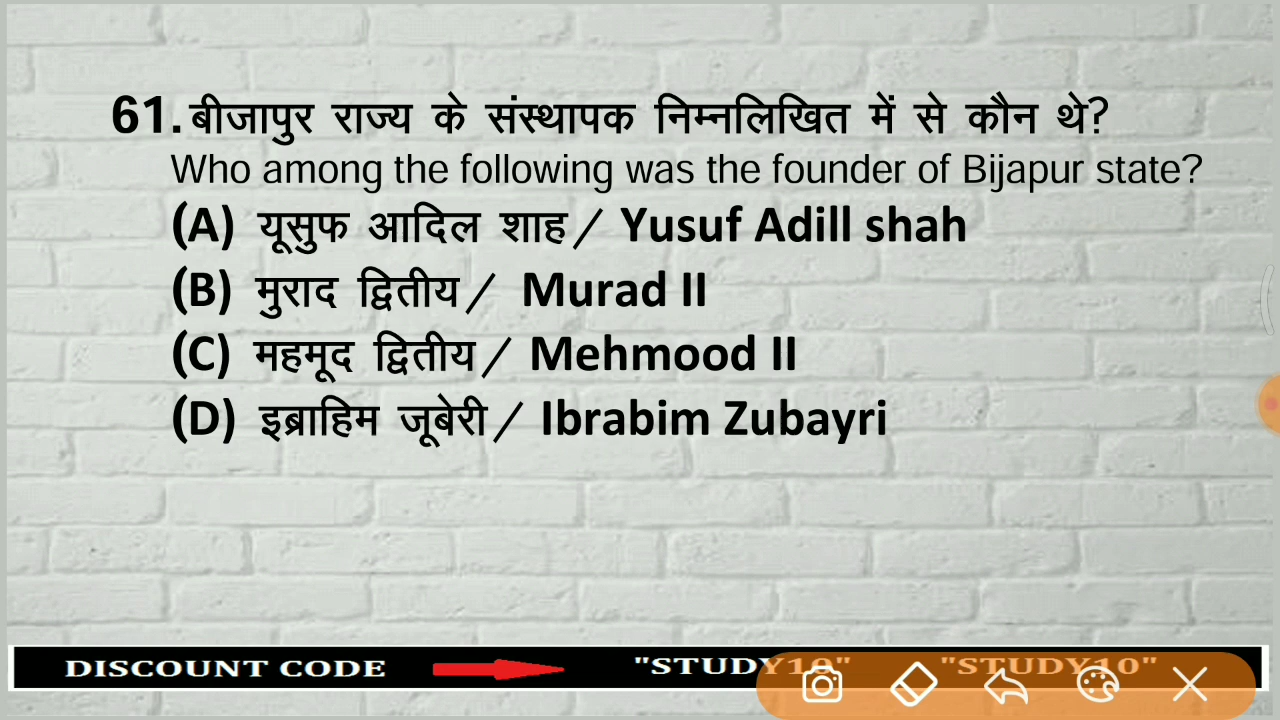 61. बीजापुर राज्य के संस्थापक निम्नलिखित में से कौन थे?
Who among the following was the founder of Bijapur state?
(A) यूसुफ आदिल शाह/ Yusuf Adill shah
(B) मुराद द्वितीय/ Murad II
(C) महमूद द्वितीय/ Mehmood II
(D) इब्राहिम जूबेरी/ Ibrabim Zubayri
DISCOUNT CODE "STUDY10" "STUDY10"